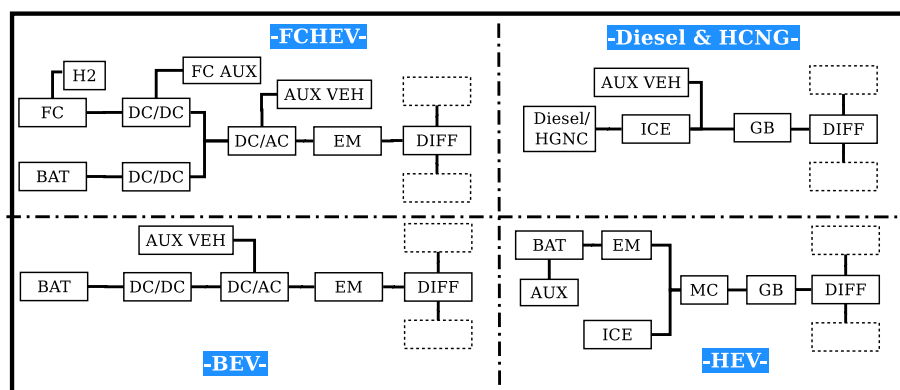 -FCHEV-
H2
FC AUX
AUX VEH
FC
DC/DC
DC/AC
EM
DIFF
BAT
DC/DC
-Diesel & HCNG-
AUX VEH
Diesel/
HGNC
ICE
GB
DIFF
AUX VEH
BAT
DC/DC
DC/AC
EM
DIFF
-BEV-
BAT
EM
AUX
MC
GB
DIFF
ICE
-HEV-